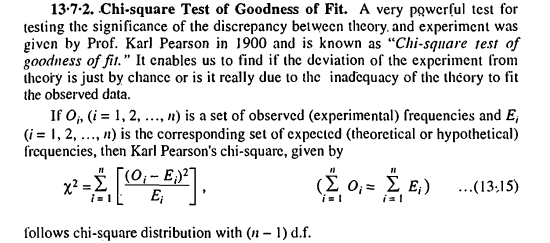 13·7·2. Chi-square Test of Goodness of Fit. A very powerful test for
testing the significance of the discrepancy between theory and experiment was
given by Prof. Karl Pearson in 1900 and is known as "Chi-square test of
goodness of fit." It enables us to find if the deviation of the experiment from
theory is just by chance or is it really due to the inadequacy of the theory to fit
the observed data.
If Oᵢ, (i = 1, 2, ..., n) is a set of observed (experimental) frequencies and Eᵢ
(i = 1, 2, ..., n) is the corresponding set of expected (theoretical or hypothetical)
frequencies, then Karl Pearson's chi-square, given by
χ² = Σⁿᵢ₌₁ [(Oᵢ − Eᵢ)²/Eᵢ], (Σⁿᵢ₌₁ Oᵢ = Σⁿᵢ₌₁ Eᵢ) ...(13·15)
follows chi-square distribution with (n − 1) d.f.